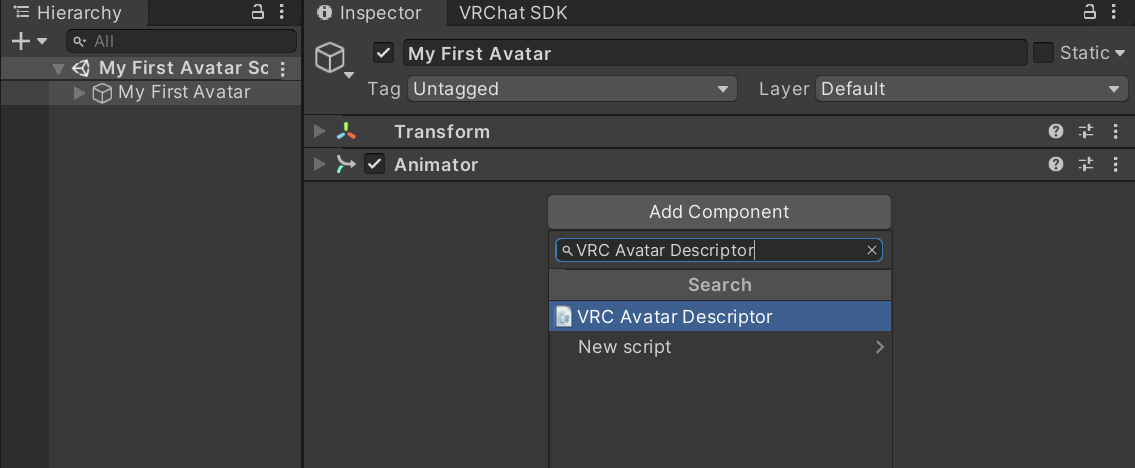 Hierarchy
All
My First Avatar Sc
My First Avatar
Inspector
VRChat SDK
My First Avatar
Static
Tag Untagged
Layer Default
Transform
Animator
Add Component
VRC Avatar Descriptor
Search
VRC Avatar Descriptor
New script